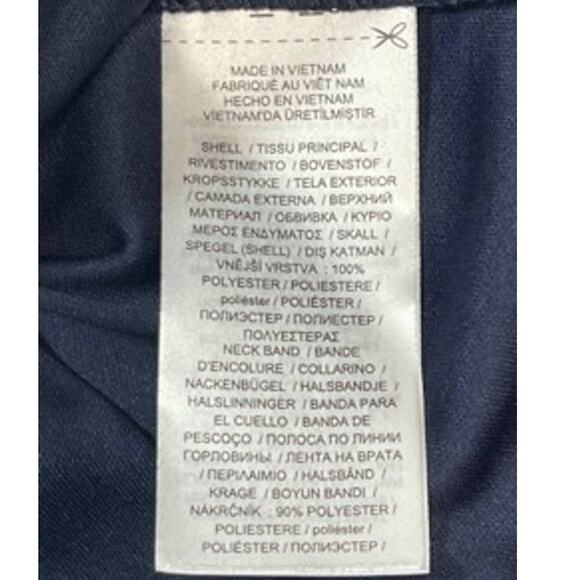 MADE IN VIETNAM
FABRIQUÉ AU VIÊT NAM
HECHO EN VIETNAM
VİETNAM'DA ÜRETİLMİŞTİR
SHELL / TISSU PRINCIPAL /
RIVESTIMENTO / BOVENSTOF /
KROPSSTYKKE / TELA EXTERIOR
/ CAMADA EXTERNA / ВЕРХНИЙ
МАТЕРИАЛ / ОБВИВКА / ΚΥΡΙΟ
ΜΕΡΟΣ ΕΝΔΥΜΑΤΟΣ / SKALL /
SPEGEL (SHELL) / DIŞ KATMAN /
VNĚJŠÍ VRSTVA : 100%
POLYESTER / POLIESTERE /
poliéster / POLIÉSTER /
ПОЛИЭСТЕР / ПОЛИЕСТЕР /
ΠΟΛΥΕΣΤΕΡΑΣ
NECK BAND / BANDE
D'ENCOLURE / COLLARINO /
NACKENBÜGEL / HALSBANDJE /
HALSLINNINGER / BANDA PARA
EL CUELLO / BANDA DE
PESCOÇO / ПОЛОСА ПО ЛИНИИ
ГОРЛОВИНЫ / ЛЕНТА НА ВРАТА
/ ΠΕΡΙΛΑΙΜΙΟ / HALSBÅND /
KRAGE / BOYUN BANDI /
NÁKRČNÍK : 90% POLYESTER /
POLIESTERE / poliéster /
POLIÉSTER / ПОЛИЭСТЕР /